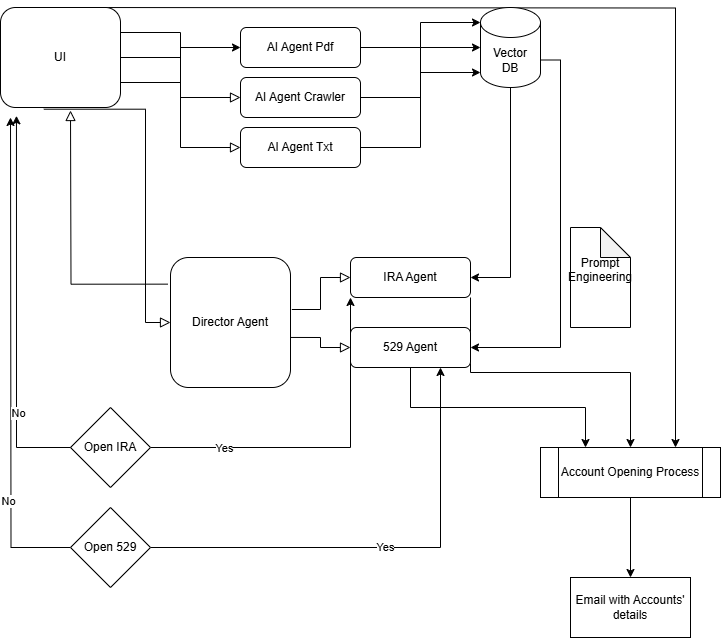 UI
AI Agent Pdf
AI Agent Crawler
AI Agent Txt
Vector
DB
Prompt
Engineering
IRA Agent
Director Agent
529 Agent
No
Open IRA
Yes
Account Opening Process
No
Open 529
Yes
Email with Accounts'
details